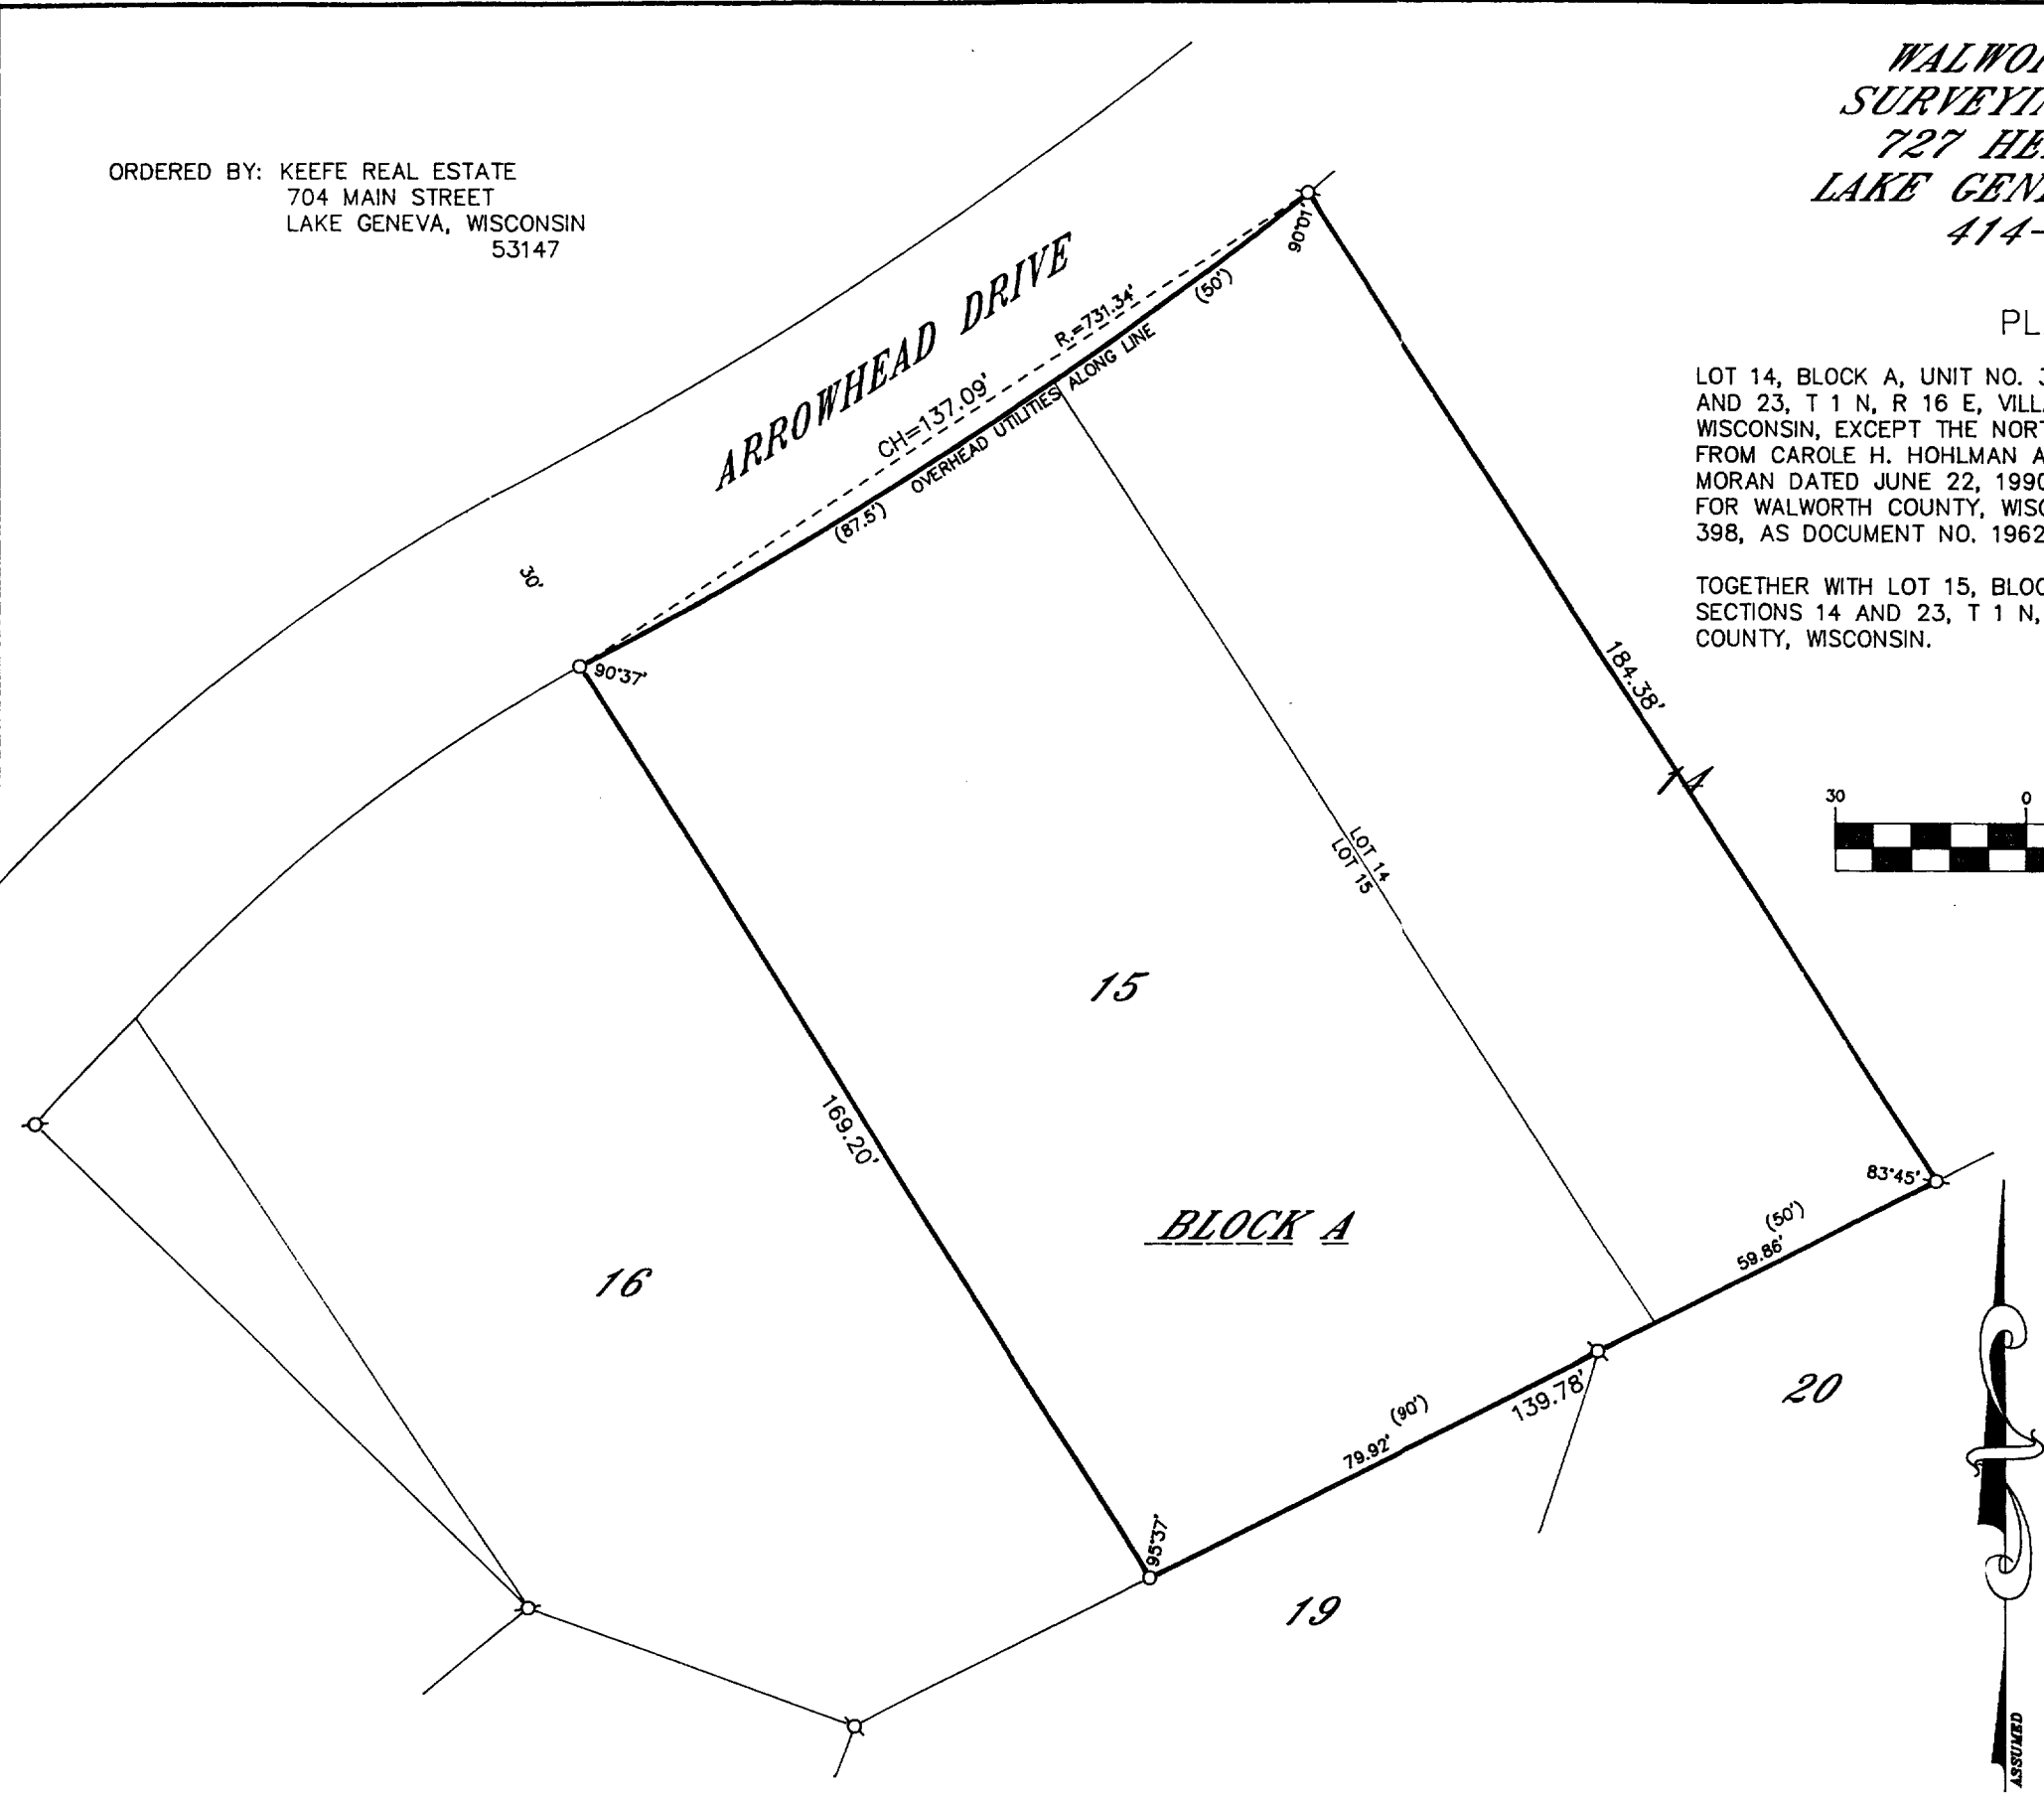 ORDERED BY: KEEFE REAL ESTATE
704 MAIN STREET
LAKE GENEVA, WISCONSIN
53147
WALWOR
SURVEYIN
727 HE
LAKE GENE
414-
PL
LOT 14, BLOCK A, UNIT NO. 3
AND 23, T 1 N, R 16 E, VILL
WISCONSIN, EXCEPT THE NORT
FROM CAROLE H. HOHLMAN A
MORAN DATED JUNE 22, 1990
FOR WALWORTH COUNTY, WISC
398, AS DOCUMENT NO. 1962
TOGETHER WITH LOT 15, BLOC
SECTIONS 14 AND 23, T 1 N,
COUNTY, WISCONSIN.
30 0
ARROWHEAD DRIVE
90°01'
(50')
R.=731.34'
CH=137.09'
OVERHEAD UTILITIES ALONG LINE
(87.5')
30'
90°37'
184.38'
14
LOT 14
LOT 15
15
169.20'
BLOCK A
16
83°45'
(50')
59.86'
139.78'
(90')
79.92'
95°37'
20
19
ASSUMED